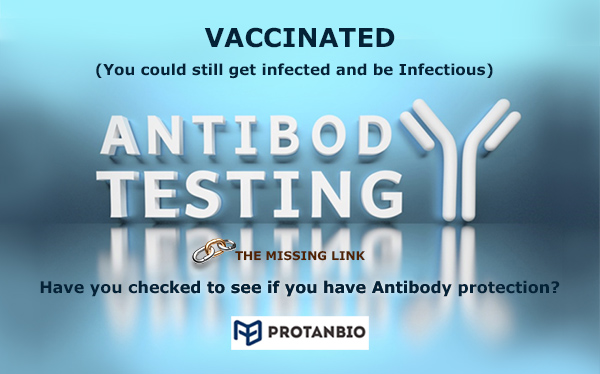 VACCINATED
(You could still get infected and be Infectious)
ANTIBODY
TESTING
THE MISSING LINK
Have you checked to see if you have Antibody protection?
PROTANBIO